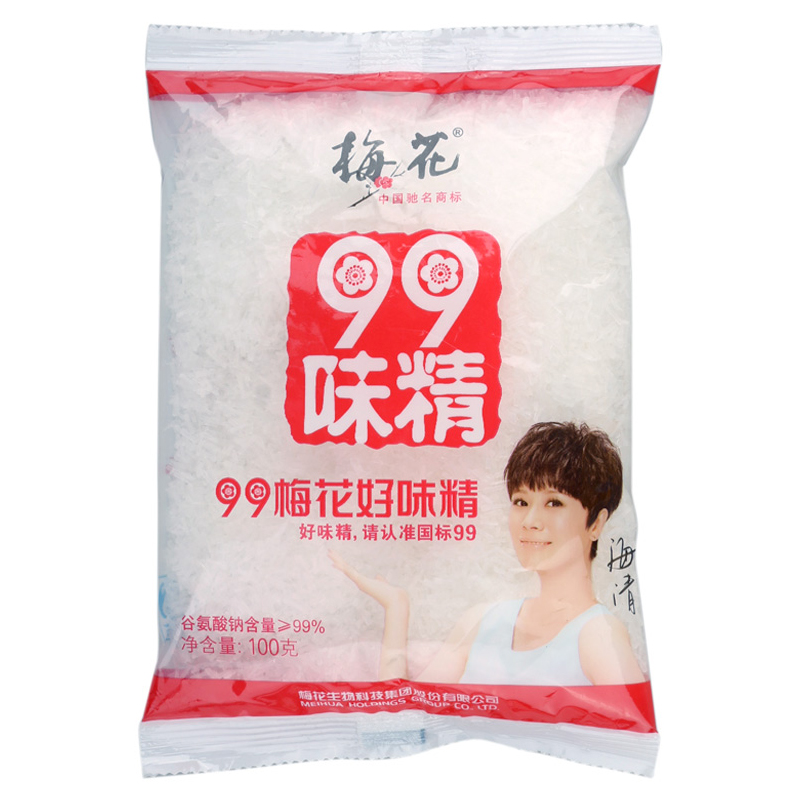 梅花®
中国驰名商标
99
味精
99梅花好味精
好味精,请认准国标99
海清
谷氨酸钠含量≥99%
净含量: 100克
梅花生物科技集团股份有限公司
MEIHUA HOLDINGS GROUP CO. LTD.